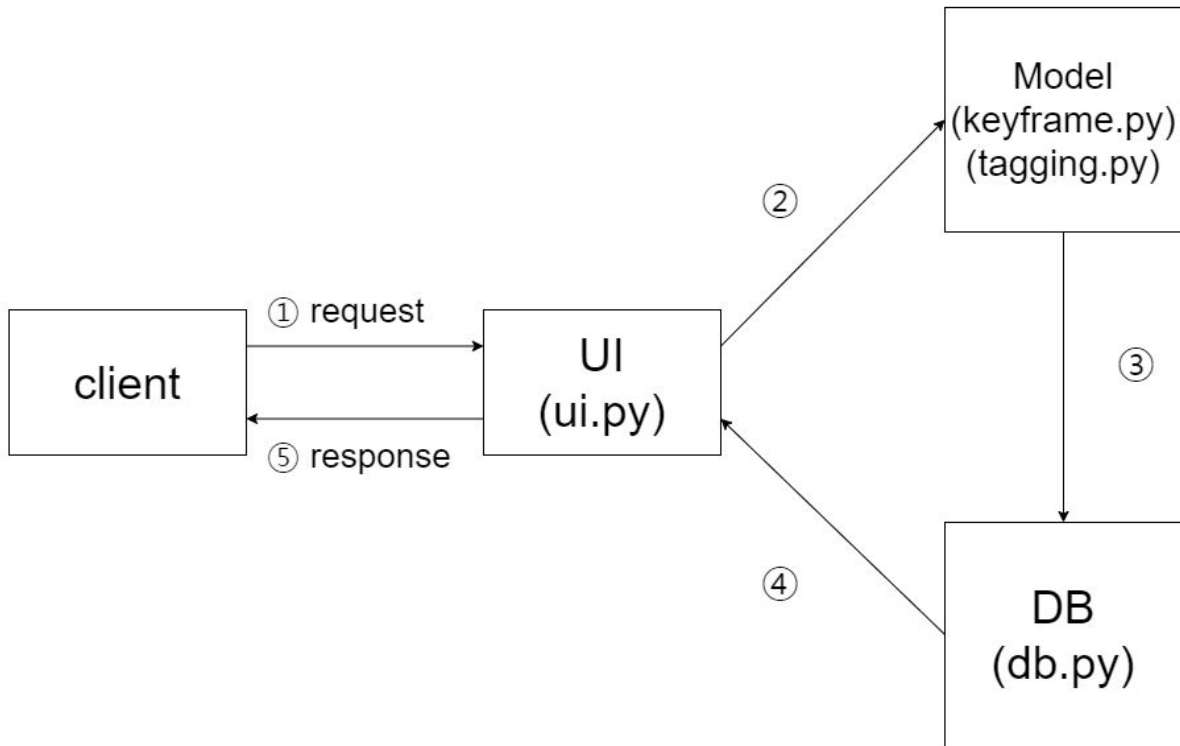 Model
(keyframe.py)
(tagging.py)
②
① request
client
UI
(ui.py)
③
⑤ response
④
DB
(db.py)